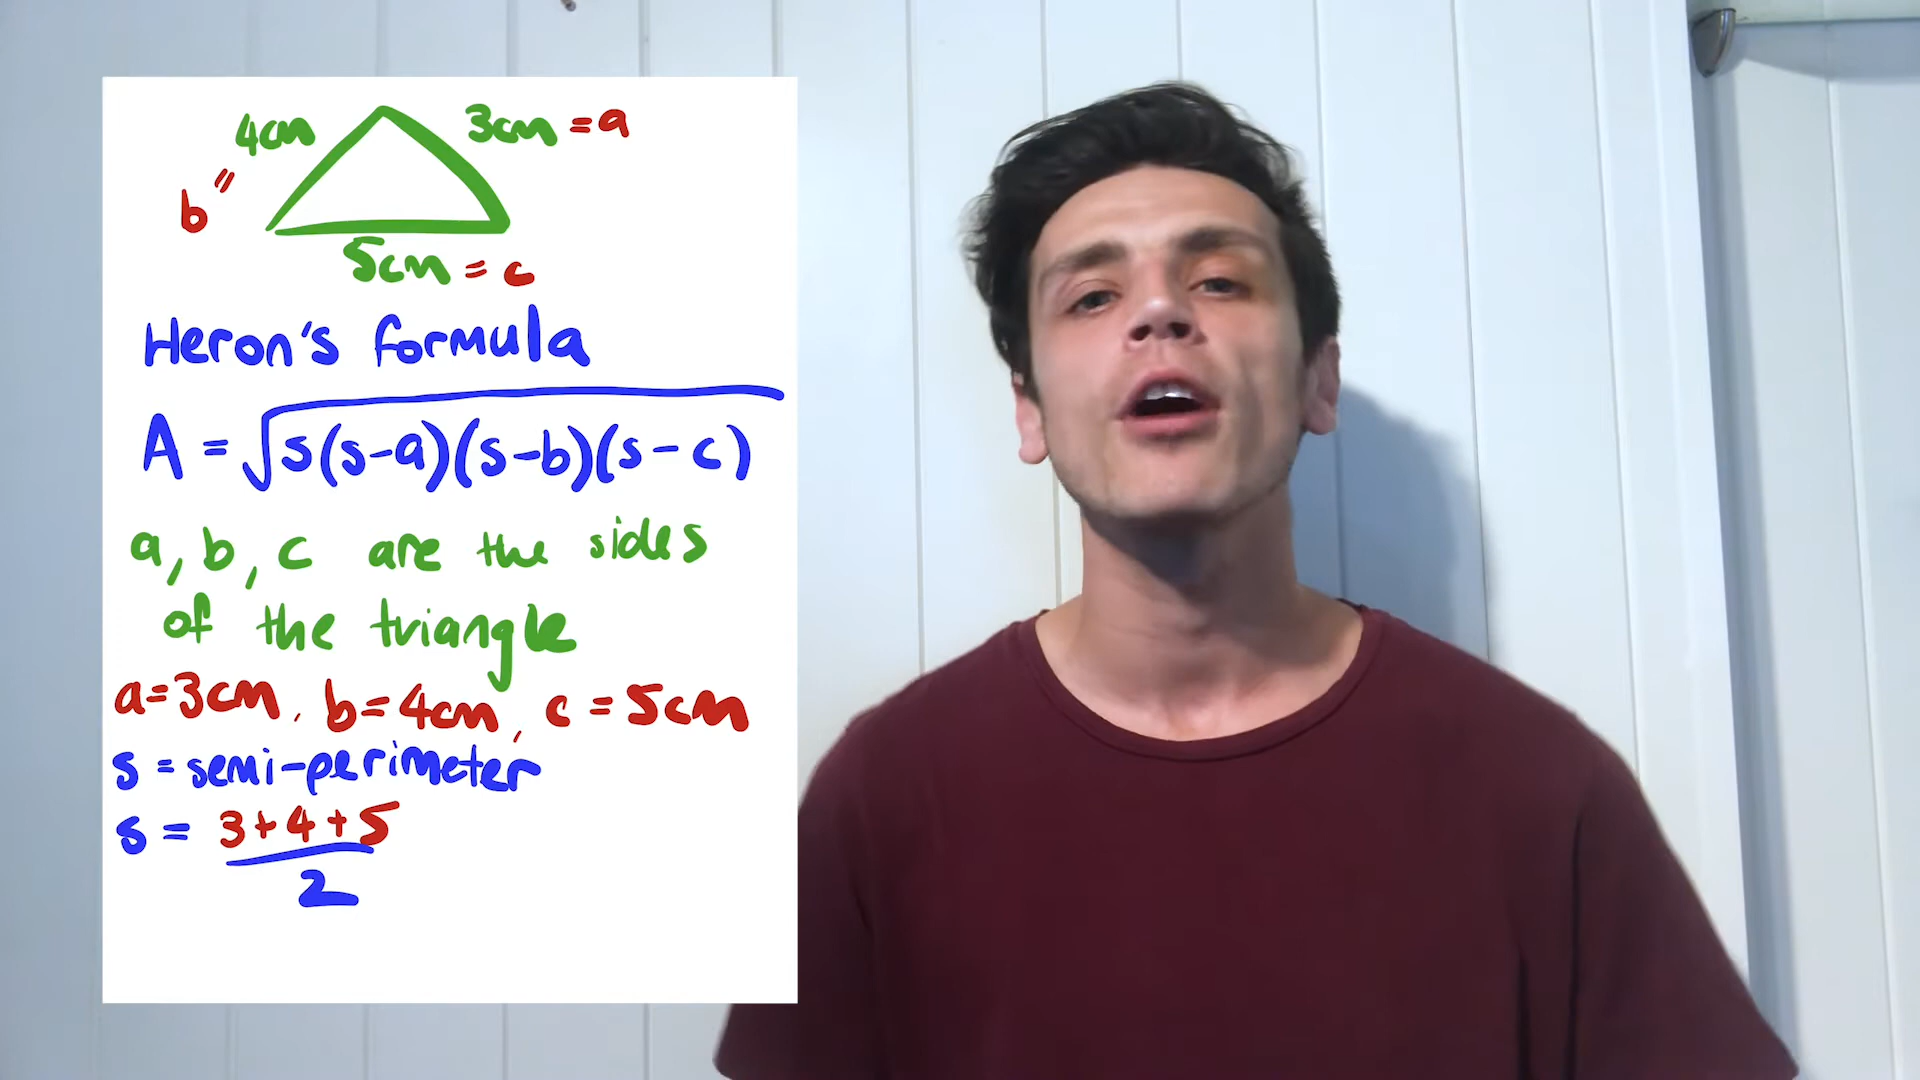 4cm 3cm = a
b =
5cm = c
Heron's formula
A = √s(s-a)(s-b)(s-c)
a, b, c are the sides
of the triangle
a=3cm, b=4cm, c=5cm
s = semi-perimeter
s = 3+4+5
2